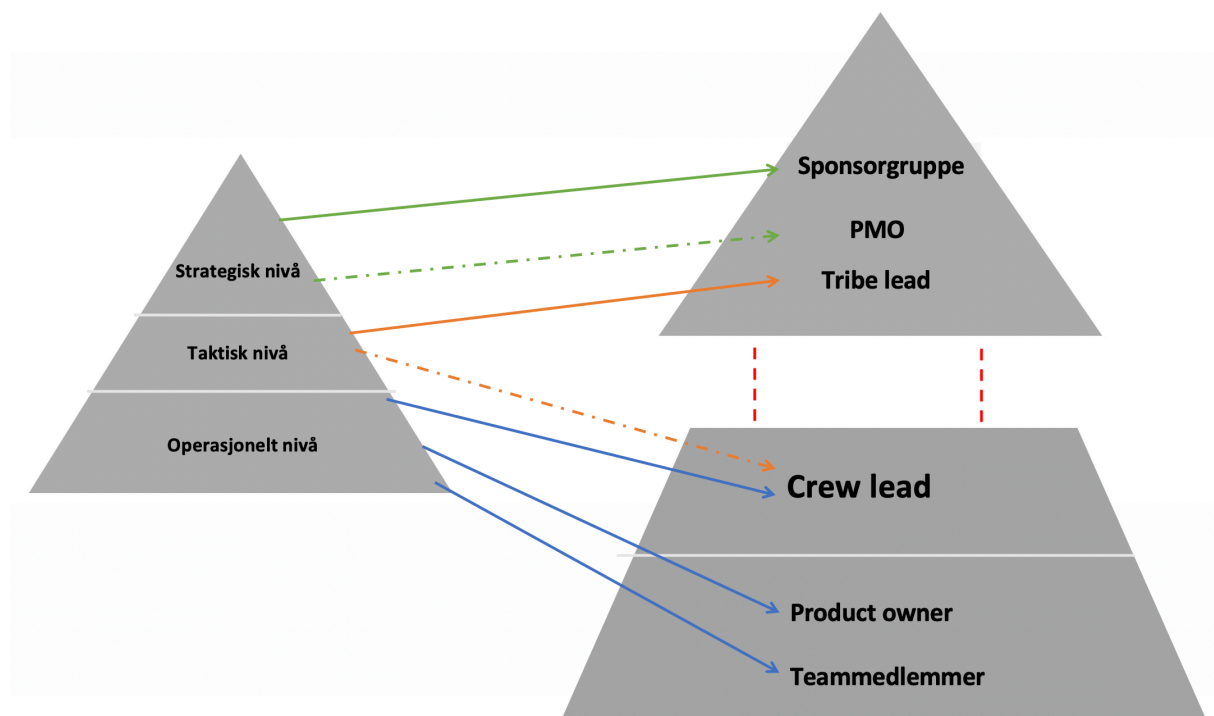 Strategisk nivå
Taktisk nivå
Operasjonelt nivå
Sponsorgruppe
PMO
Tribe lead
Crew lead
Product owner
Teammedlemmer